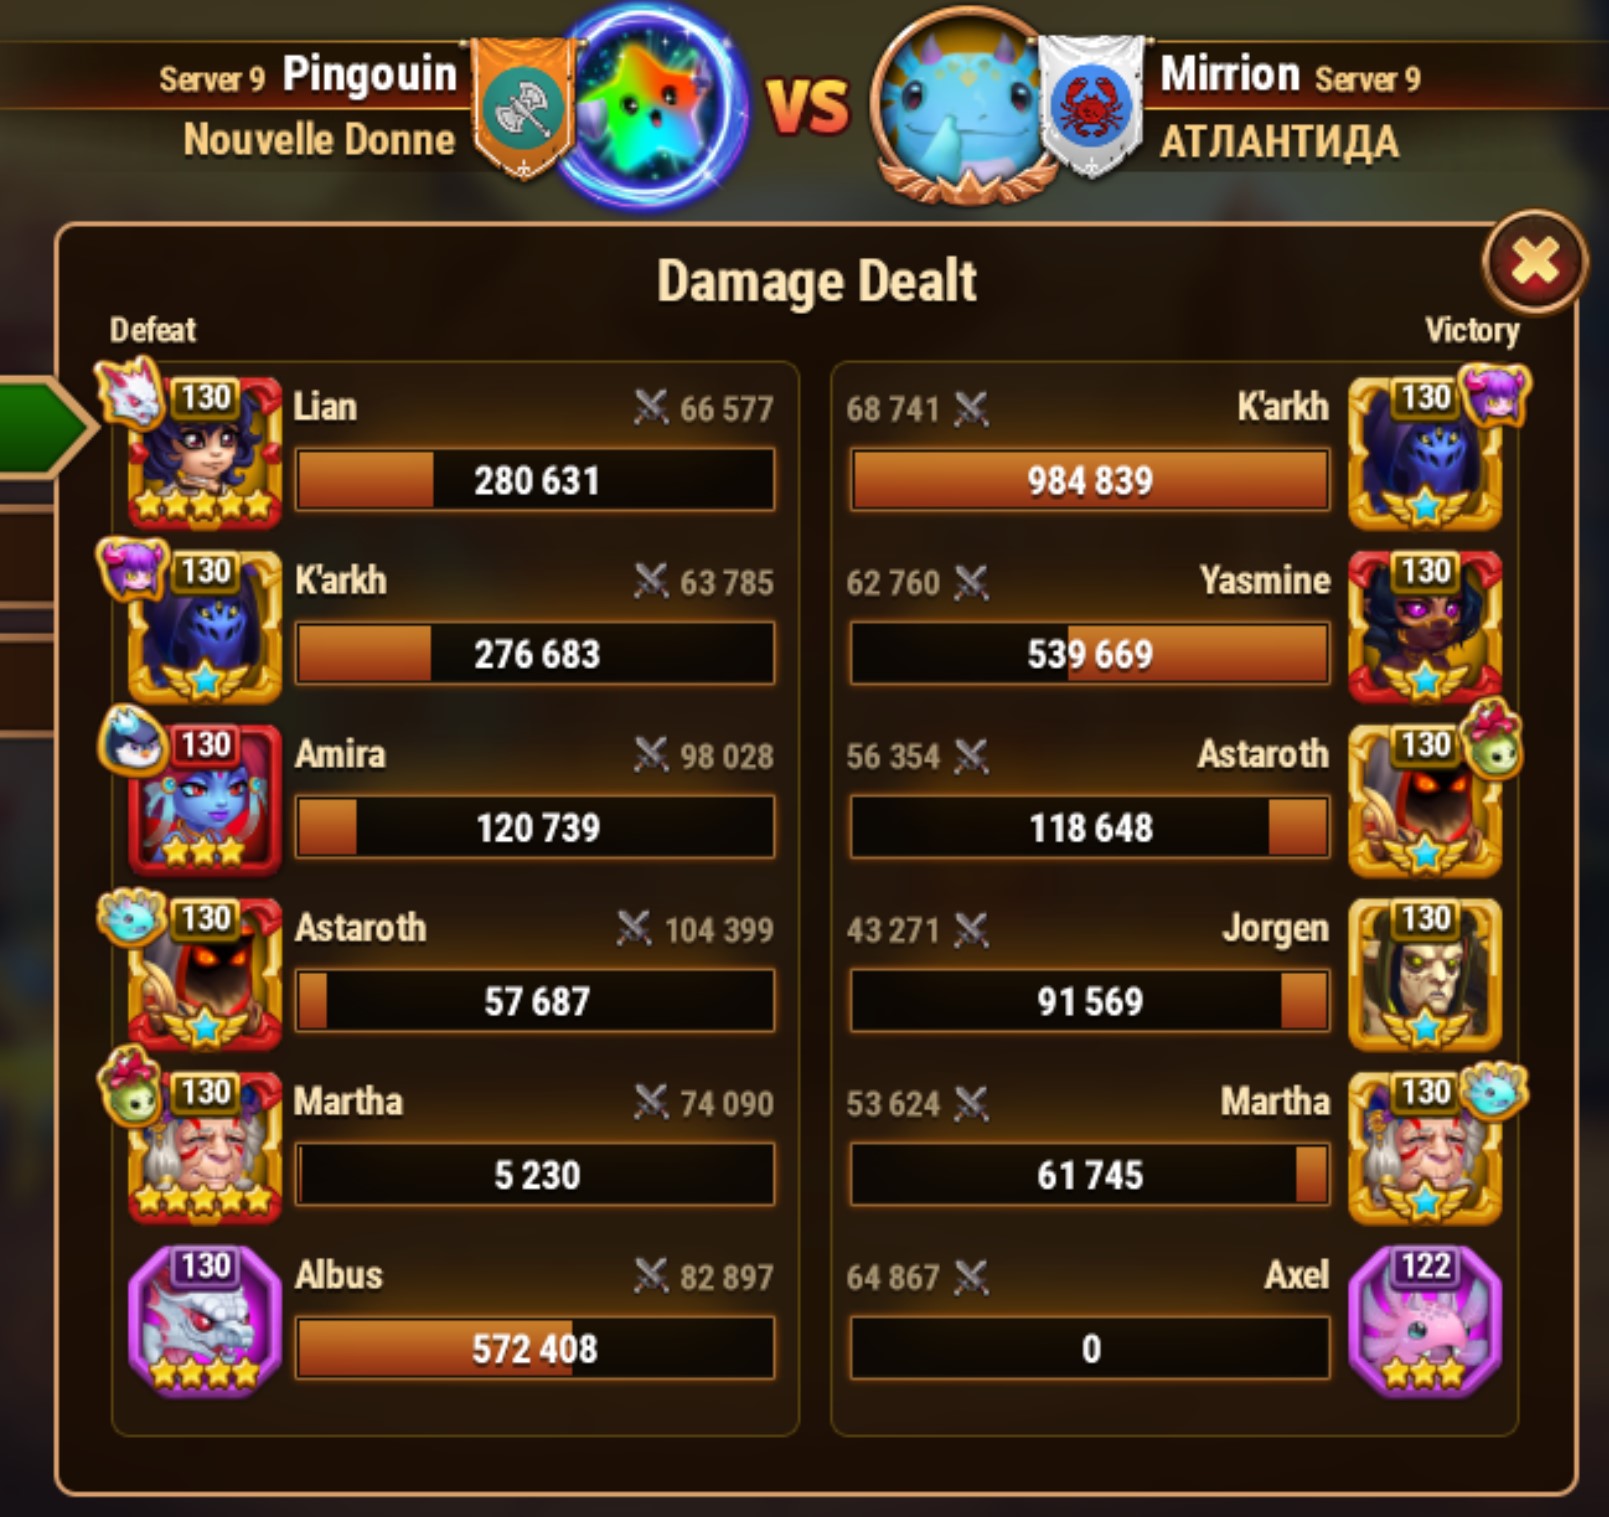 Server 9 Pingouin VS Mirrion Server 9
Nouvelle Donne АТЛАНТИДА
Damage Dealt
Defeat Victory
130 Lian 66 577
280 631
68 741 K'arkh 130
984 839
130 K'arkh 63 785
276 683
62 760 Yasmine 130
539 669
130 Amira 98 028
120 739
56 354 Astaroth 130
118 648
130 Astaroth 104 399
57 687
43 271 Jorgen 130
91 569
130 Martha 74 090
5 230
53 624 Martha 130
61 745
130 Albus 82 897
572 408
64 867 Axel 122
0